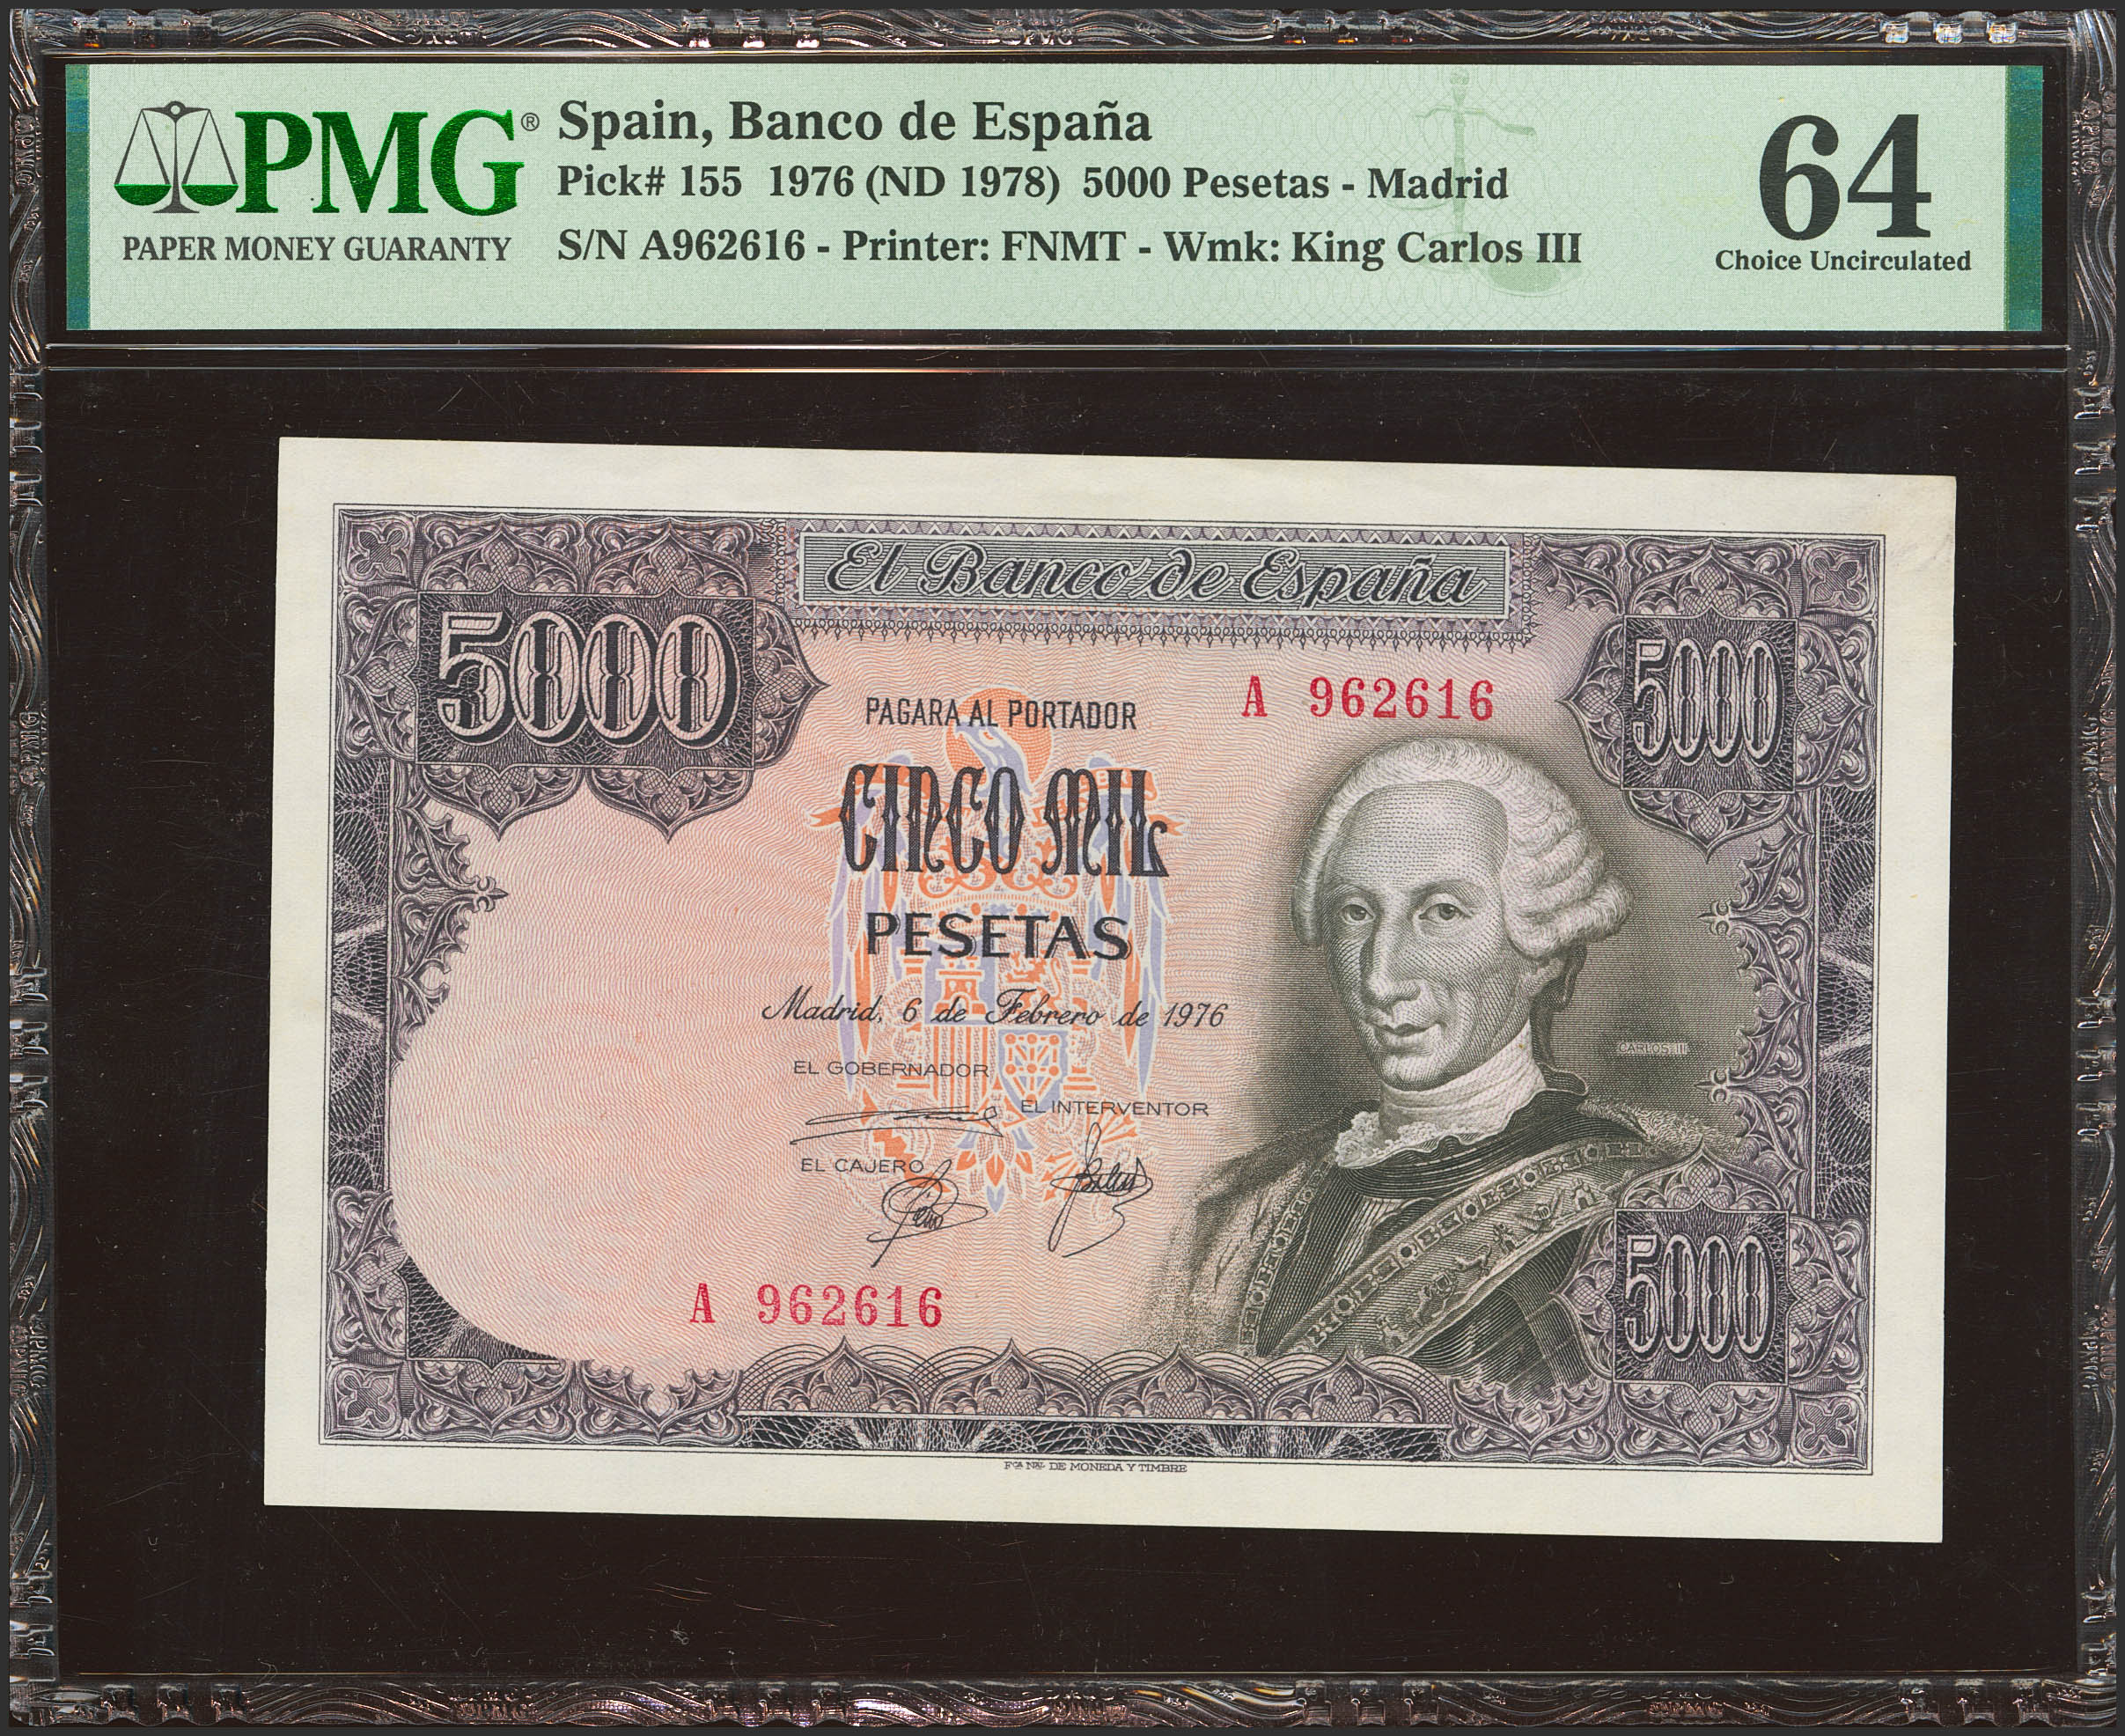 PMG®
PAPER MONEY GUARANTY
Spain, Banco de España
Pick# 155 1976 (ND 1978) 5000 Pesetas - Madrid
S/N A962616 - Printer: FNMT - Wmk: King Carlos III
64
Choice Uncirculated
El Banco de España
5000
5000
PAGARA AL PORTADOR
A 962616
CINCO MIL
PESETAS
Madrid, 6 de Febrero de 1976
CARLOS III
EL GOBERNADOR
EL INTERVENTOR
EL CAJERO
5000
A 962616
Fca. Nal. DE MONEDA Y TIMBRE